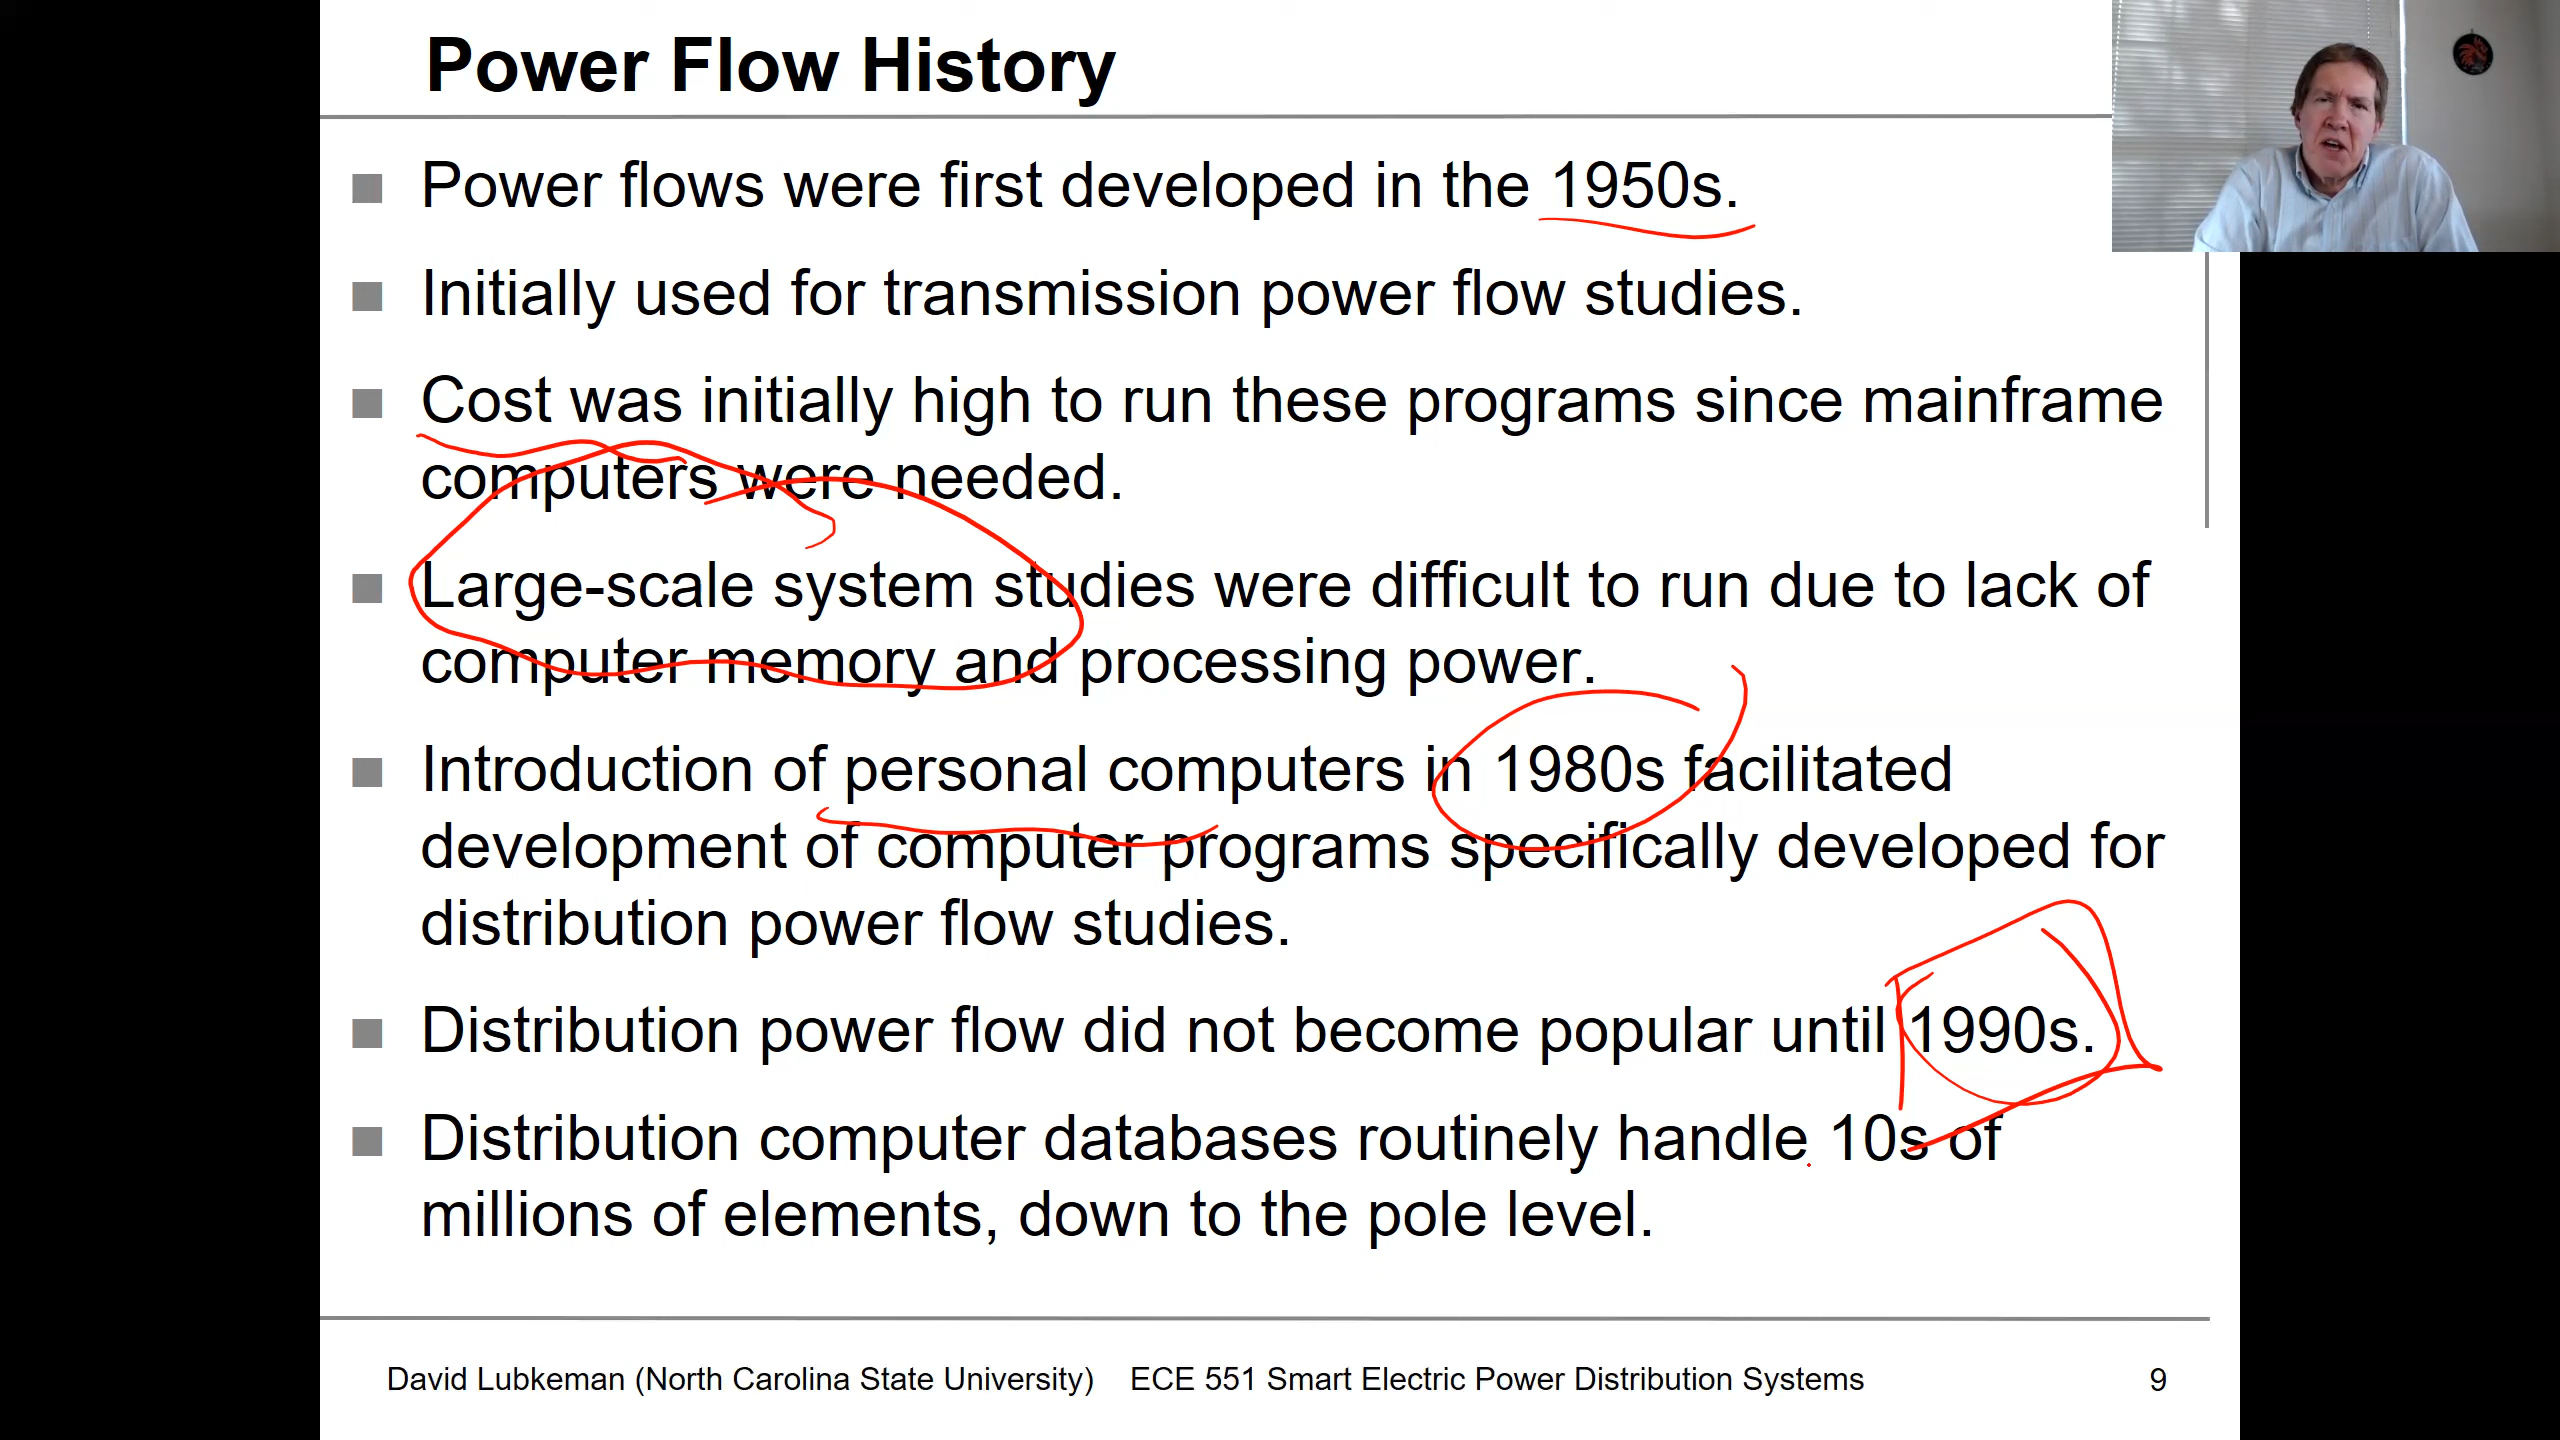 Power Flow History
Power flows were first developed in the 1950s.
Initially used for transmission power flow studies.
Cost was initially high to run these programs since mainframe
computers were needed.
Large-scale system studies were difficult to run due to lack of
computer memory and processing power.
Introduction of personal computers in 1980s facilitated
development of computer programs specifically developed for
distribution power flow studies.
Distribution power flow did not become popular until 1990s.
Distribution computer databases routinely handle 10s of
millions of elements, down to the pole level.
David Lubkeman (North Carolina State University) ECE 551 Smart Electric Power Distribution Systems 9